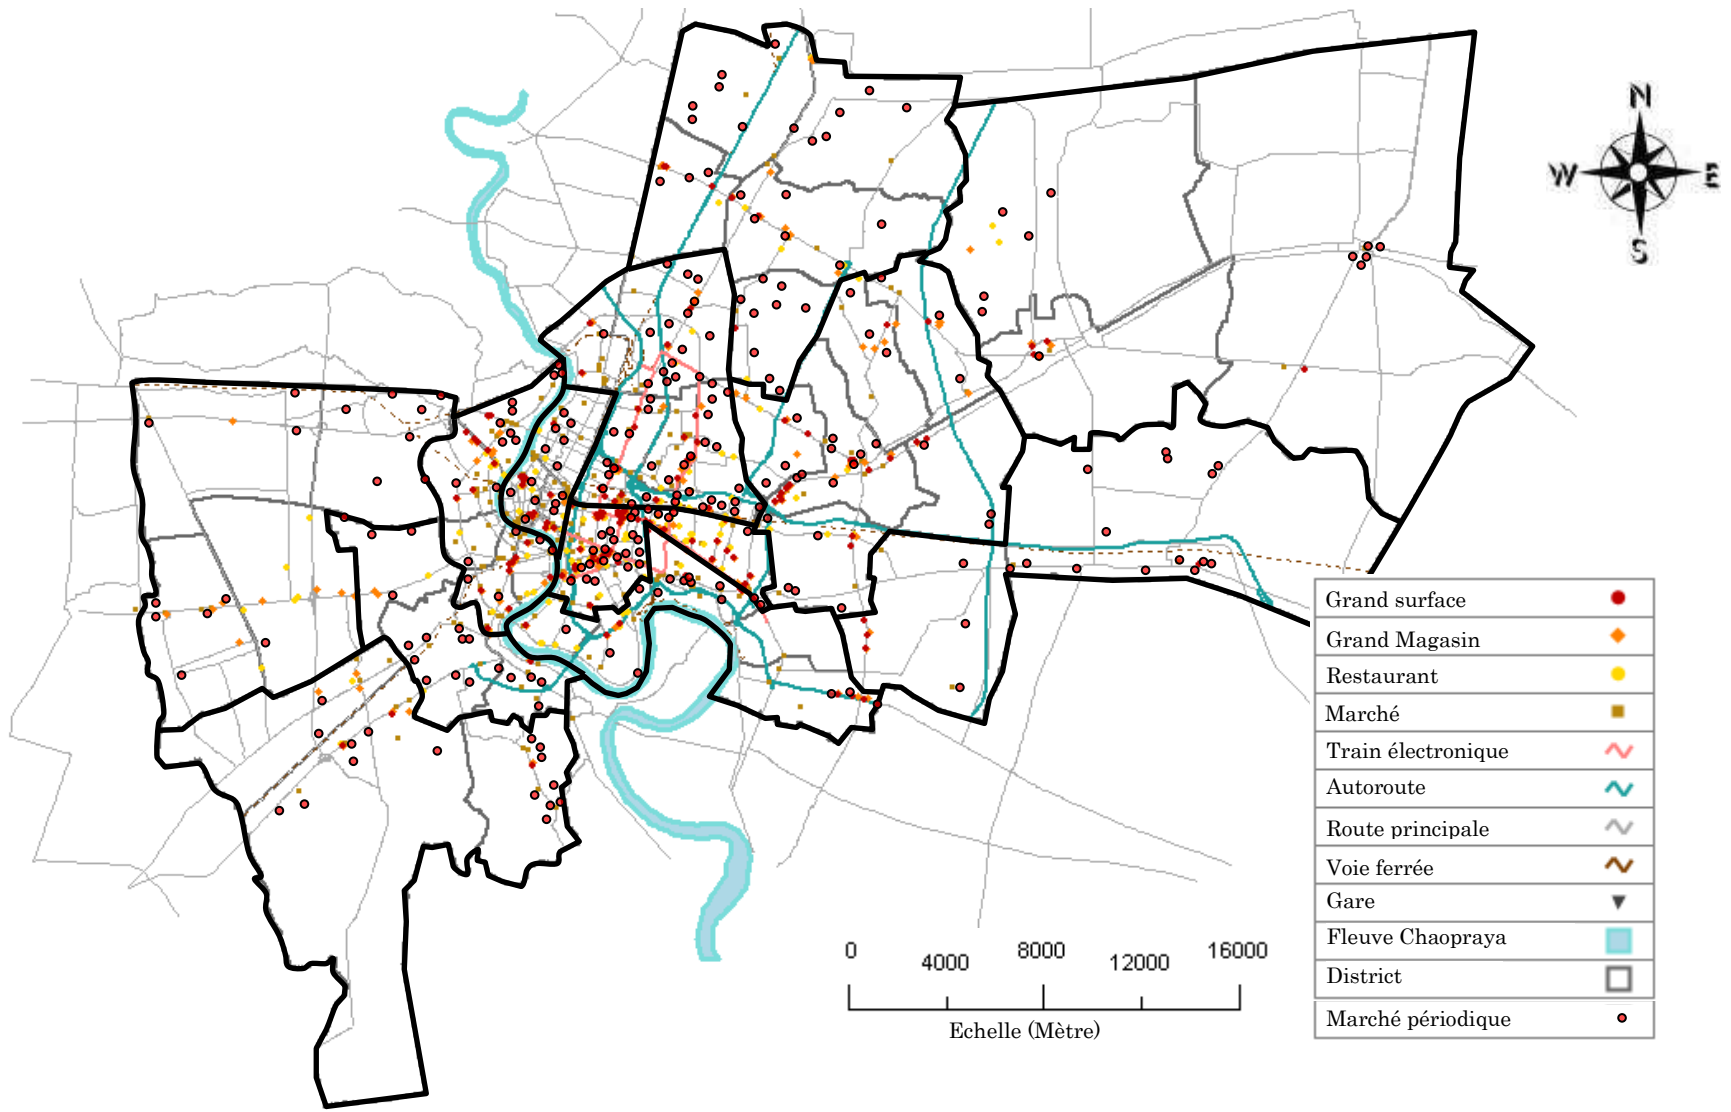 N
W E
S
Grand surface
Grand Magasin
Restaurant
Marché
Train électronique
Autoroute
Route principale
Voie ferrée
Gare
Fleuve Chaopraya
District
Marché périodique
0 8000 16000
4000 12000
Echelle (Mètre)